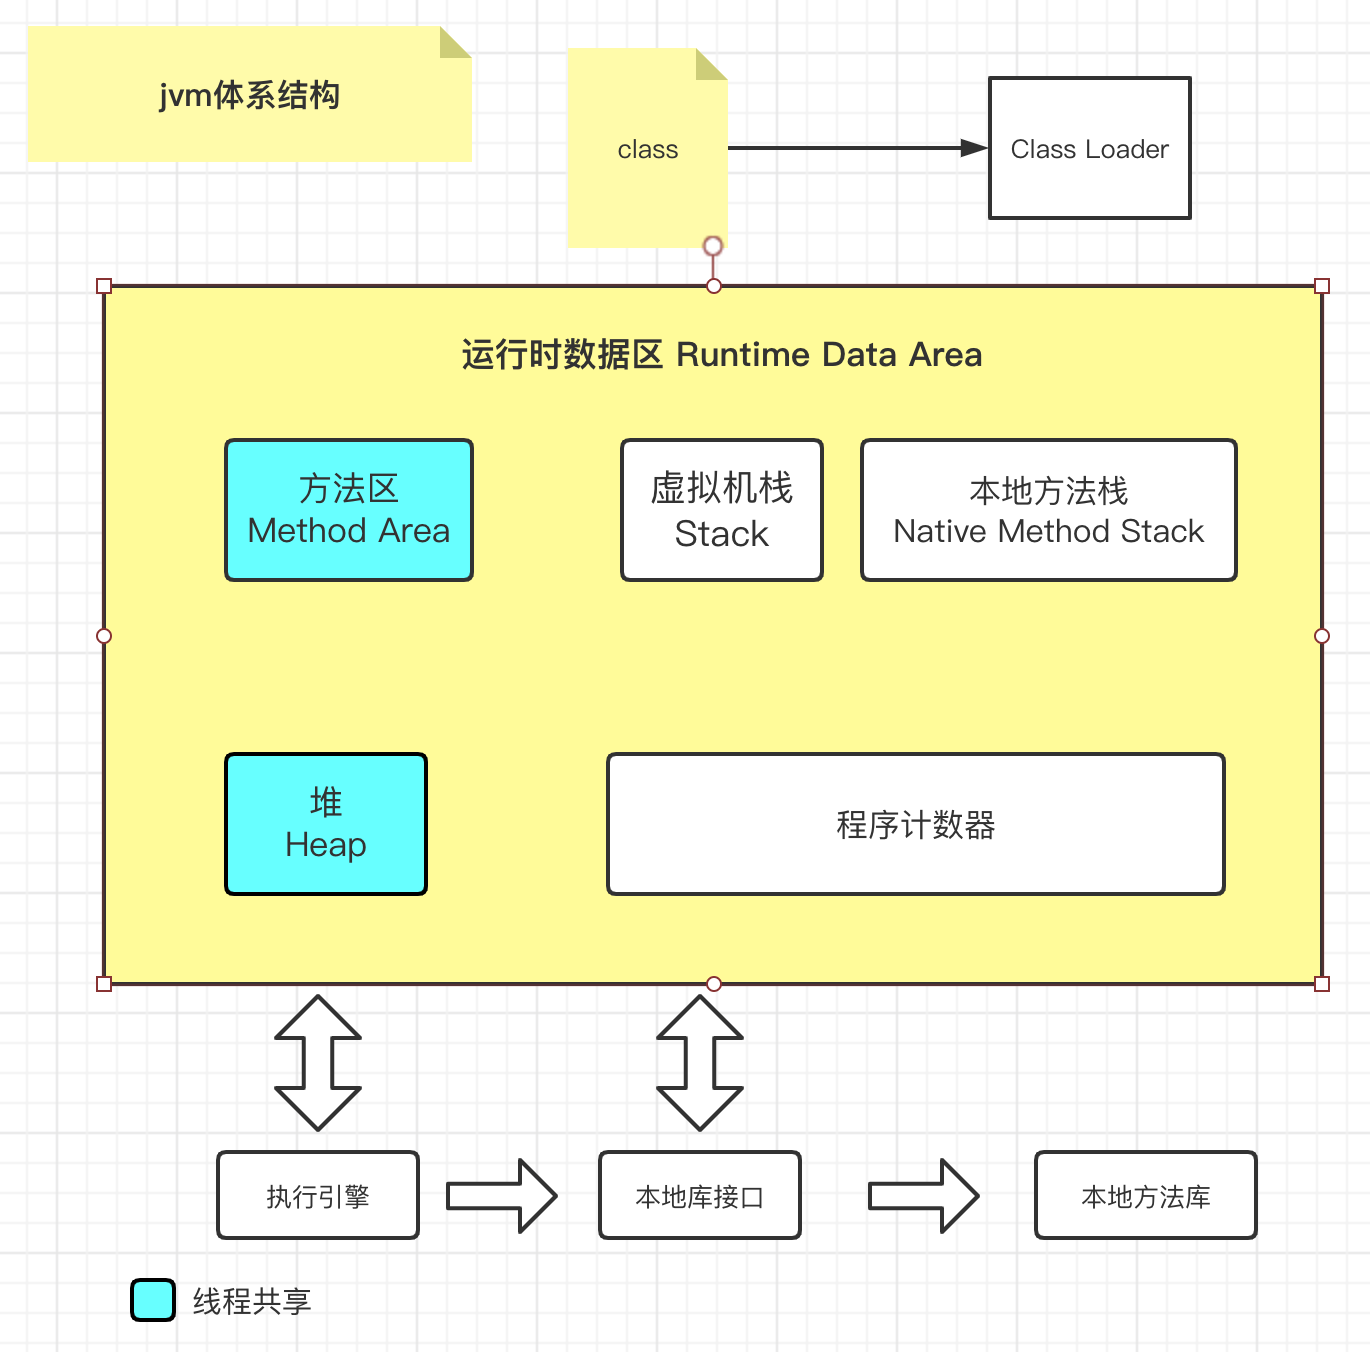 jvm体系结构
class
Class Loader
运行时数据区 Runtime Data Area
方法区
Method Area
虚拟机栈
Stack
本地方法栈
Native Method Stack
堆
Heap
程序计数器
执行引擎
本地库接口
本地方法库
线程共享